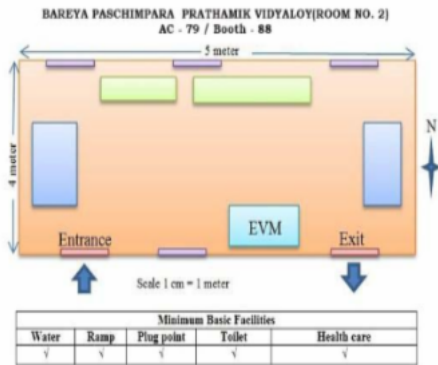 BAREYA PASCHIMPARA PRATHAMIK VIDYALOY(ROOM NO. 2)
AC - 79 / Booth - 88
5 meter
4 meter
N
EVM
Entrance
Exit
Scale 1 cm = 1 meter
Minimum Basic Facilities
Water Ramp Plug point Toilet Health care
√ √ √ √ √